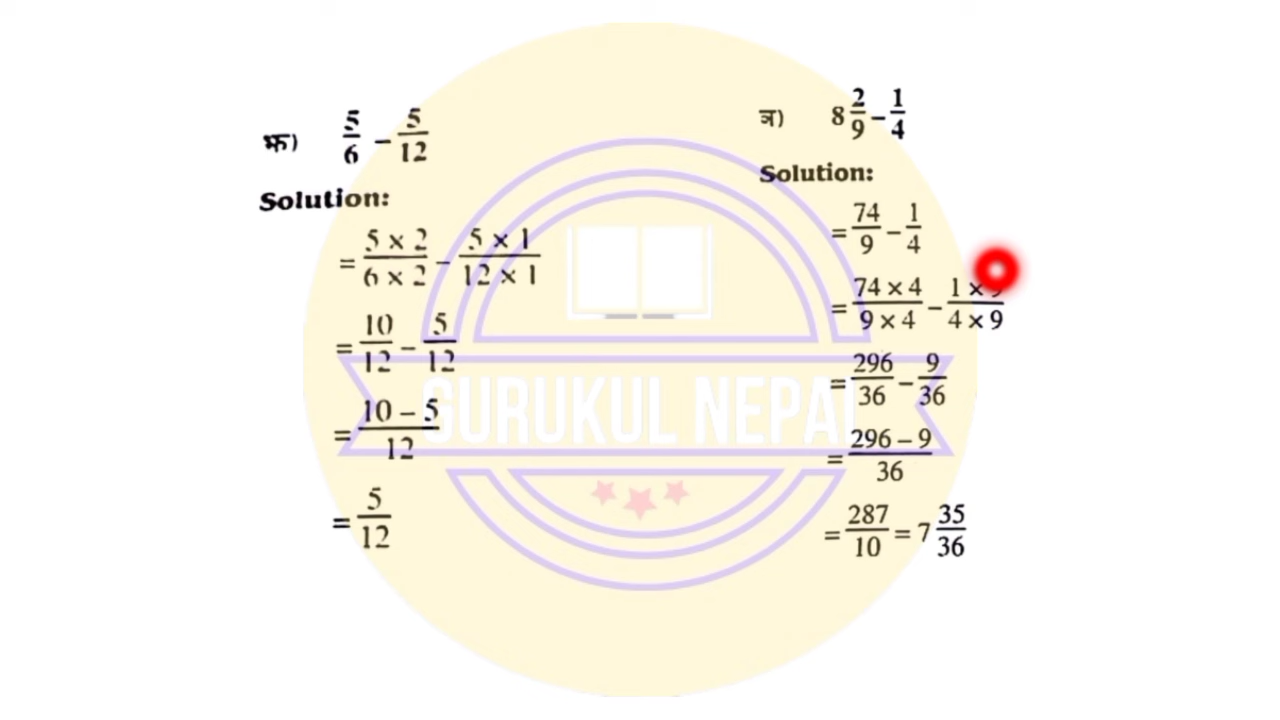 झ) 5/6 – 5/12
Solution:
= 5 × 2 / 6 × 2 – 5 × 1 / 12 × 1
= 10/12 – 5/12
= 10 – 5 / 12
= 5/12
ञ) 8 2/9 – 1/4
Solution:
= 74/9 – 1/4
= 74 × 4 / 9 × 4 – 1 × 9 / 4 × 9
= 296/36 – 9/36
= 296 – 9 / 36
= 287/10 = 7 35/36
GURUKUL NEPAL